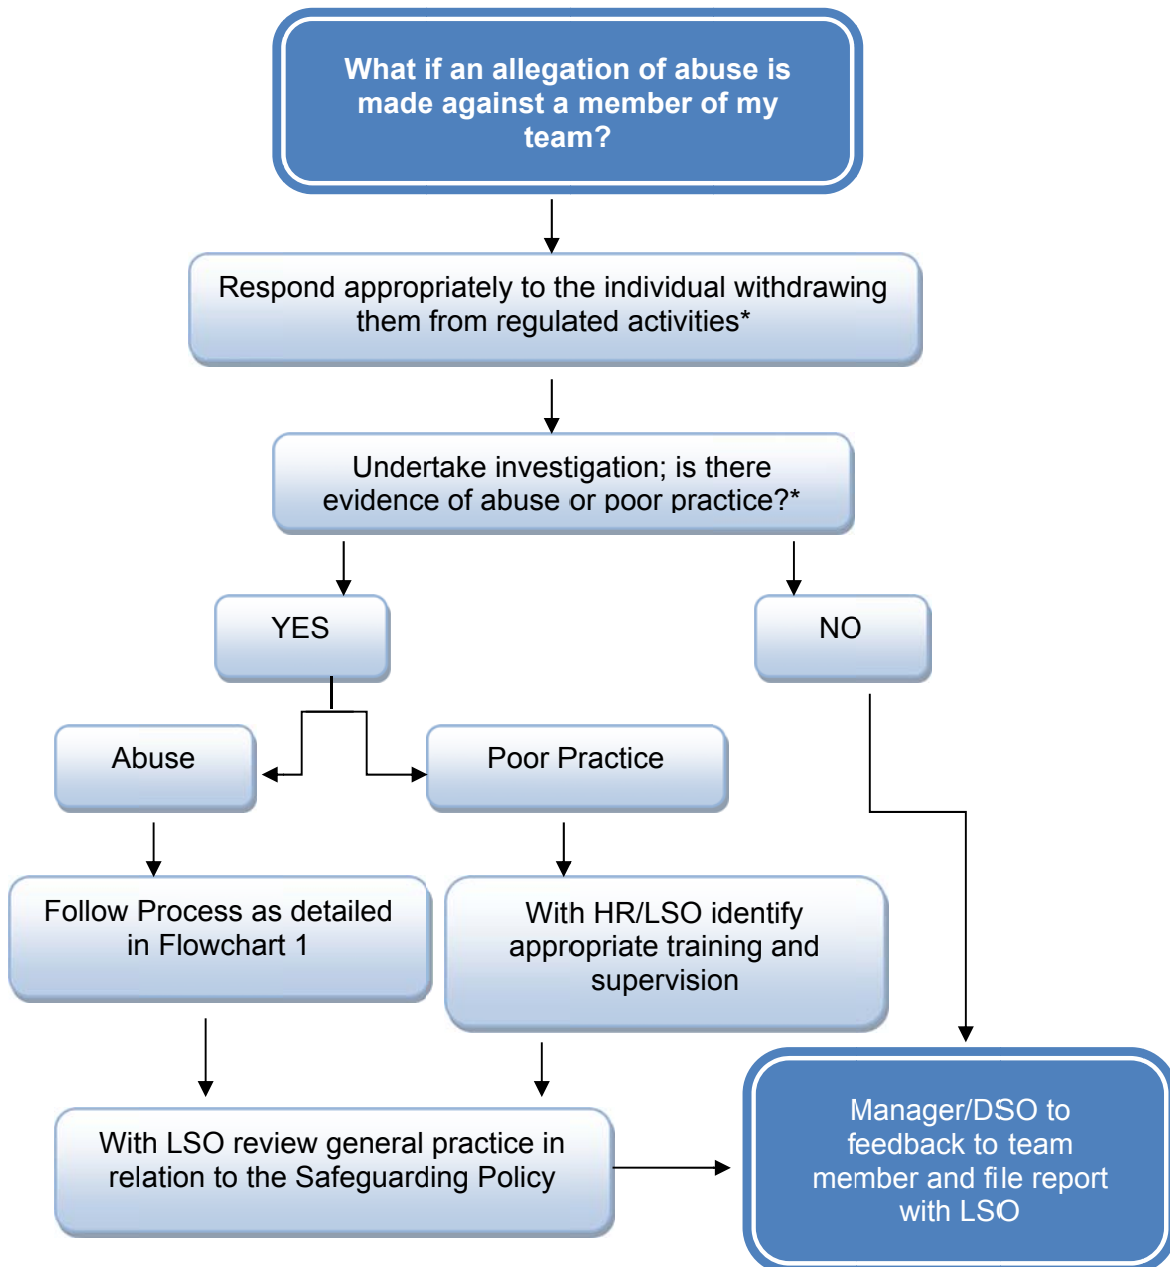 What if an allegation of abuse is
made against a member of my
team?
Respond appropriately to the individual withdrawing
them from regulated activities*
Undertake investigation; is there
evidence of abuse or poor practice?*
YES
NO
Abuse
Poor Practice
Follow Process as detailed
in Flowchart 1
With HR/LSO identify
appropriate training and
supervision
With LSO review general practice in
relation to the Safeguarding Policy
Manager/DSO to
feedback to team
member and file report
with LSO